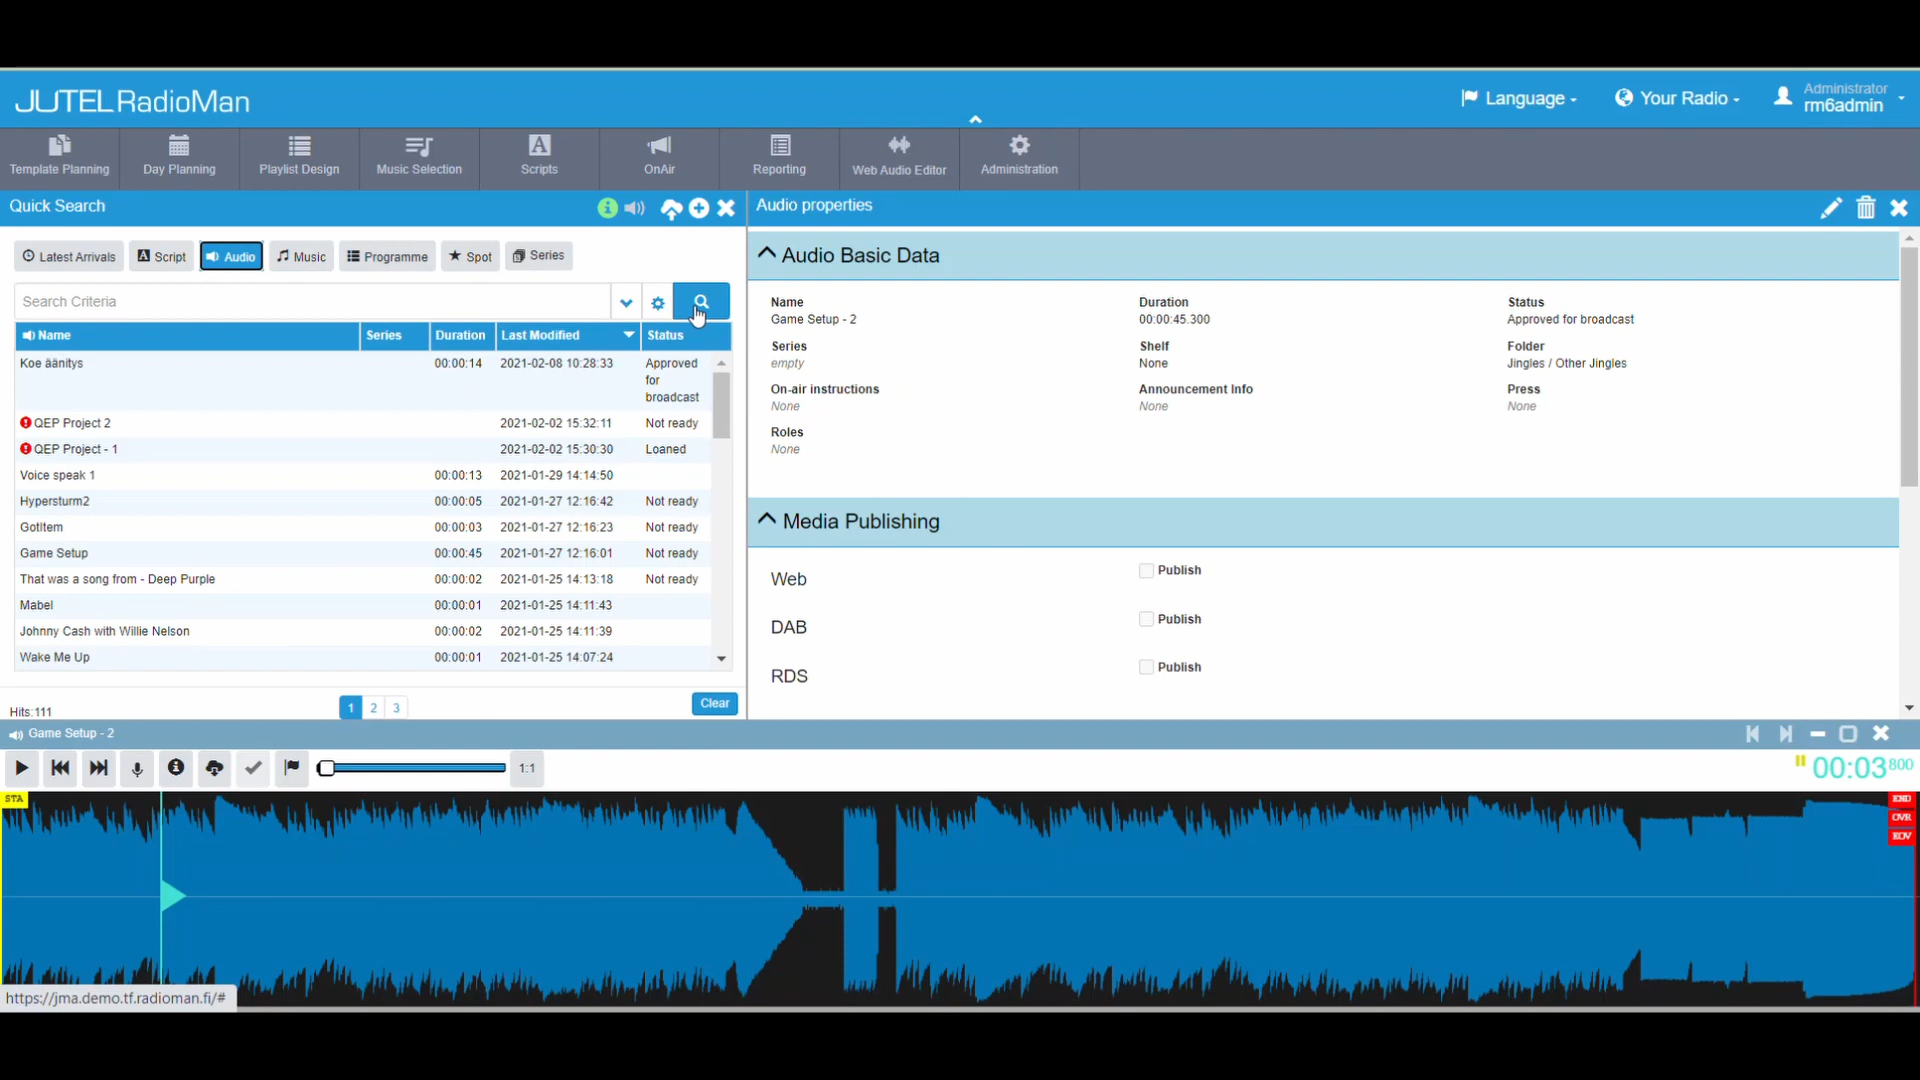 JUTEL RadioMan
Language
Your Radio
Administrator
rm6admin
Template Planning
Day Planning
Playlist Design
Music Selection
Scripts
OnAir
Reporting
Web Audio Editor
Administration
Quick Search
Latest Arrivals
Script
Audio
Music
Programme
Spot
Series
Search Criteria
Name Series Duration Last Modified Status
Koe äänitys 00:00:14 2021-02-08 10:28:33 Approved
for
broadcast
QEP Project 2 2021-02-02 15:32:11 Not ready
QEP Project - 1 2021-02-02 15:30:30 Loaned
Voice speak 1 00:00:13 2021-01-29 14:14:50
Hypersturm2 00:00:05 2021-01-27 12:16:42 Not ready
GotItem 00:00:03 2021-01-27 12:16:23 Not ready
Game Setup 00:00:45 2021-01-27 12:16:01 Not ready
That was a song from - Deep Purple 00:00:02 2021-01-25 14:13:18 Not ready
Mabel 00:00:01 2021-01-25 14:11:43
Johnny Cash with Willie Nelson 00:00:02 2021-01-25 14:11:39
Wake Me Up 00:00:01 2021-01-25 14:07:24
Hits:111
1 2 3
Clear
Audio properties
Audio Basic Data
Name Duration Status
Game Setup - 2 00:00:45.300 Approved for broadcast
Series Shelf Folder
empty None Jingles / Other Jingles
On-air instructions Announcement Info Press
None None None
Roles
None
Media Publishing
Web Publish
DAB Publish
RDS Publish
Game Setup - 2
1:1
00:03 800
STA
END
OVR
EOV
https://jma.demo.tf.radioman.fi/#